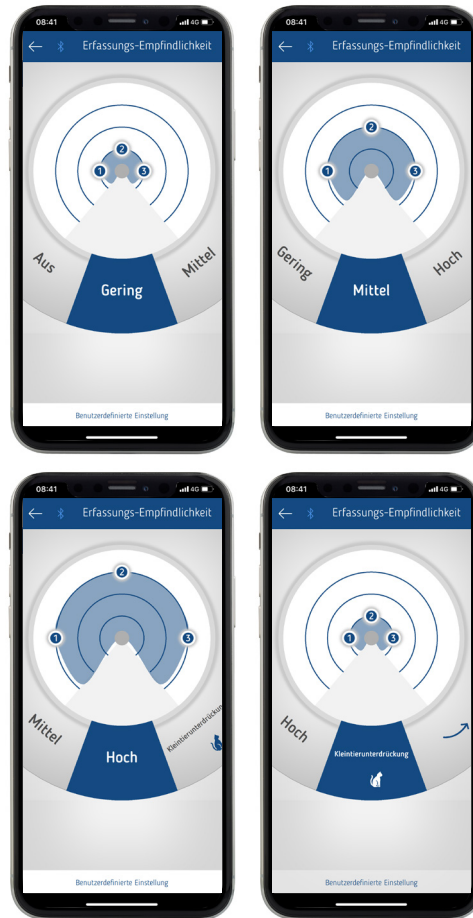 08:41
4G
Erfassungs-Empfindlichkeit
2
1
3
Aus
Gering
Mittel
Benutzerdefinierte Einstellung
08:41
4G
Erfassungs-Empfindlichkeit
2
1
3
Gering
Mittel
Hoch
Benutzerdefinierte Einstellung
08:41
4G
Erfassungs-Empfindlichkeit
2
1
3
Mittel
Hoch
Kleintierunterdrückun
Benutzerdefinierte Einstellung
08:41
4G
Erfassungs-Empfindlichkeit
2
1
3
Hoch
Kleintierunterdrückung
Benutzerdefinierte Einstellung